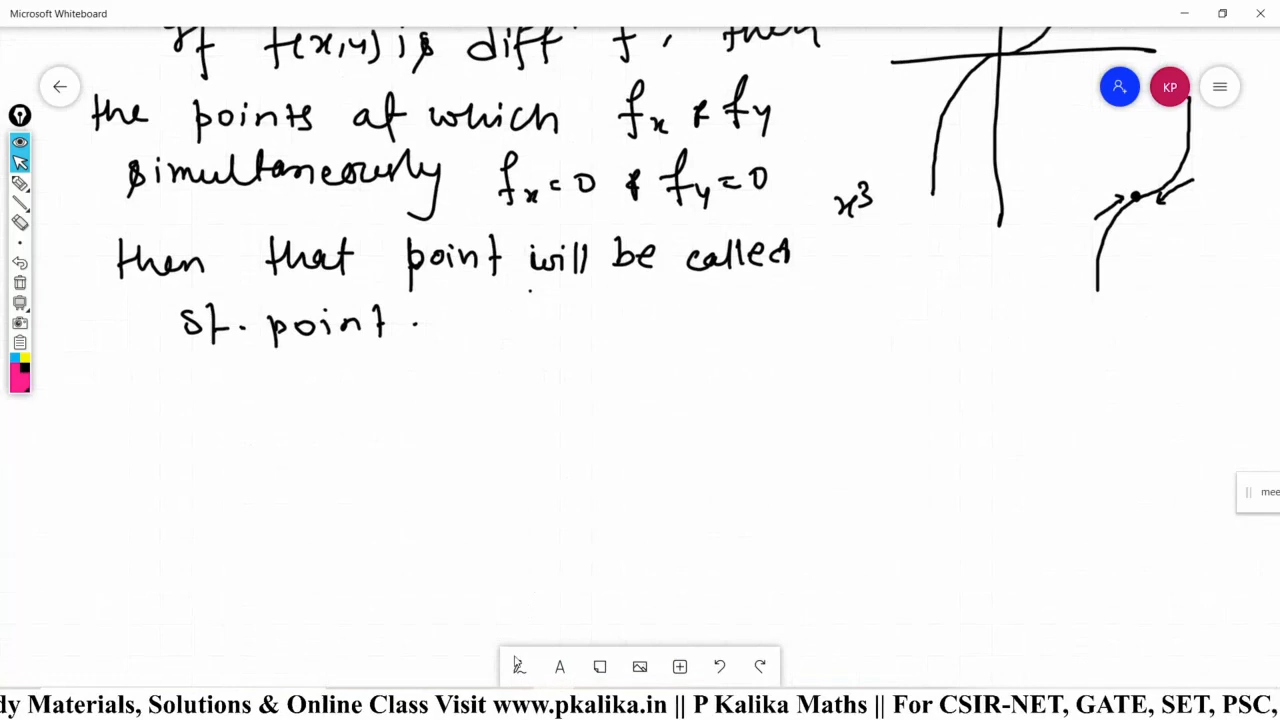 Microsoft Whiteboard
If f(x,y) is diff f, then
the points at which fx & fy
simultaneously fx = 0 & fy = 0
x³
then that point will be called
st. point.
KP
mee
A
dy Materials, Solutions & Online Class Visit www.pkalika.in || P Kalika Maths || For CSIR-NET, GATE, SET, PSC,